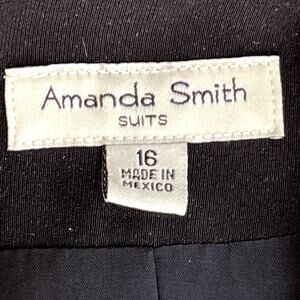 Amanda Smith
SUITS
16
MADE IN
MEXICO